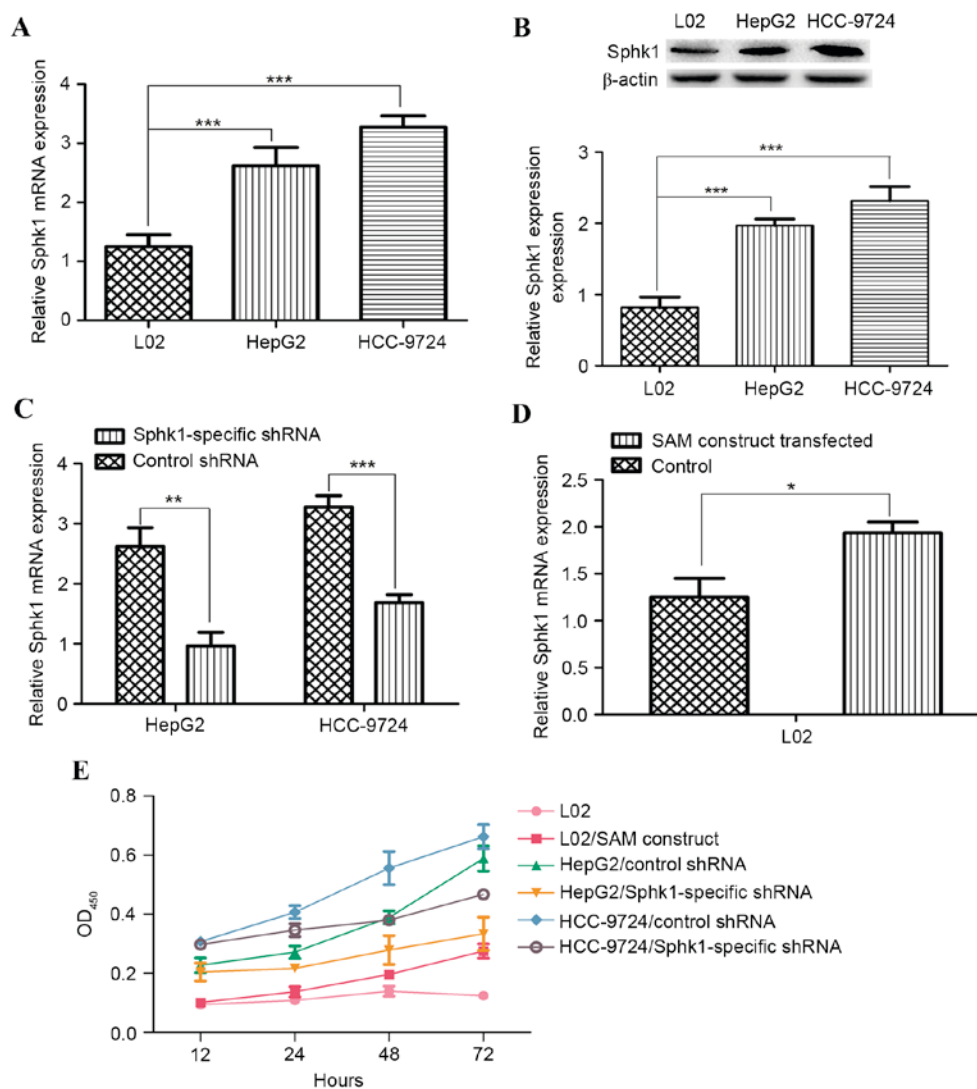 A
Relative Sphk1 mRNA expression
4
3
2
1
0
***
***
L02
HepG2
HCC-9724
B
L02 HepG2 HCC-9724
Sphk1
β-actin
Relative Sphk1 expression
expression
3
2
1
0
***
***
L02
HepG2
HCC-9724
C
Sphk1-specific shRNA
Control shRNA
Relative Sphk1 mRNA expression
4
3
2
1
0
**
***
HepG2
HCC-9724
D
SAM construct transfected
Control
Relative Sphk1 mRNA expression
2.5
2.0
1.5
1.0
0.5
0.0
*
L02
E
OD450
0.8
0.6
0.4
0.2
0.0
12
24
48
72
Hours
L02
L02/SAM construct
HepG2/control shRNA
HepG2/Sphk1-specific shRNA
HCC-9724/control shRNA
HCC-9724/Sphk1-specific shRNA